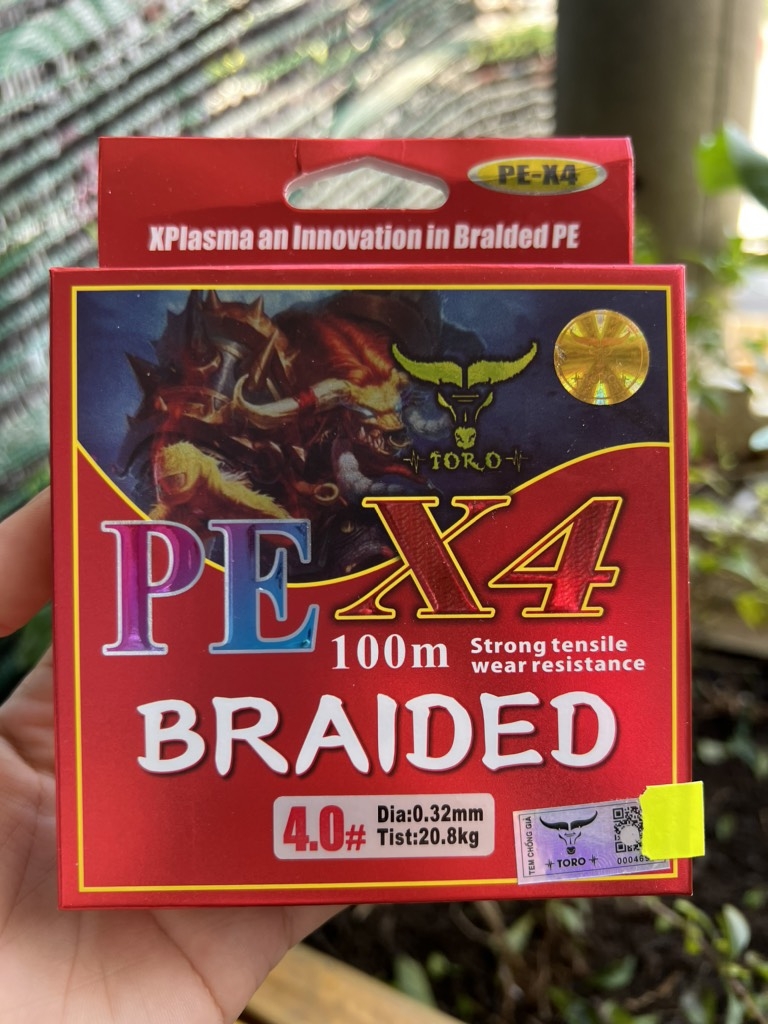 PE-X4
XPlasma an Innovation in Bralded PE
TORO
PE X4
100m
Strong tensile
wear resistance
BRAIDED
4.0#
Dia:0.32mm
Tist:20.8kg
TEM CHỐNG GIẢ
TORO